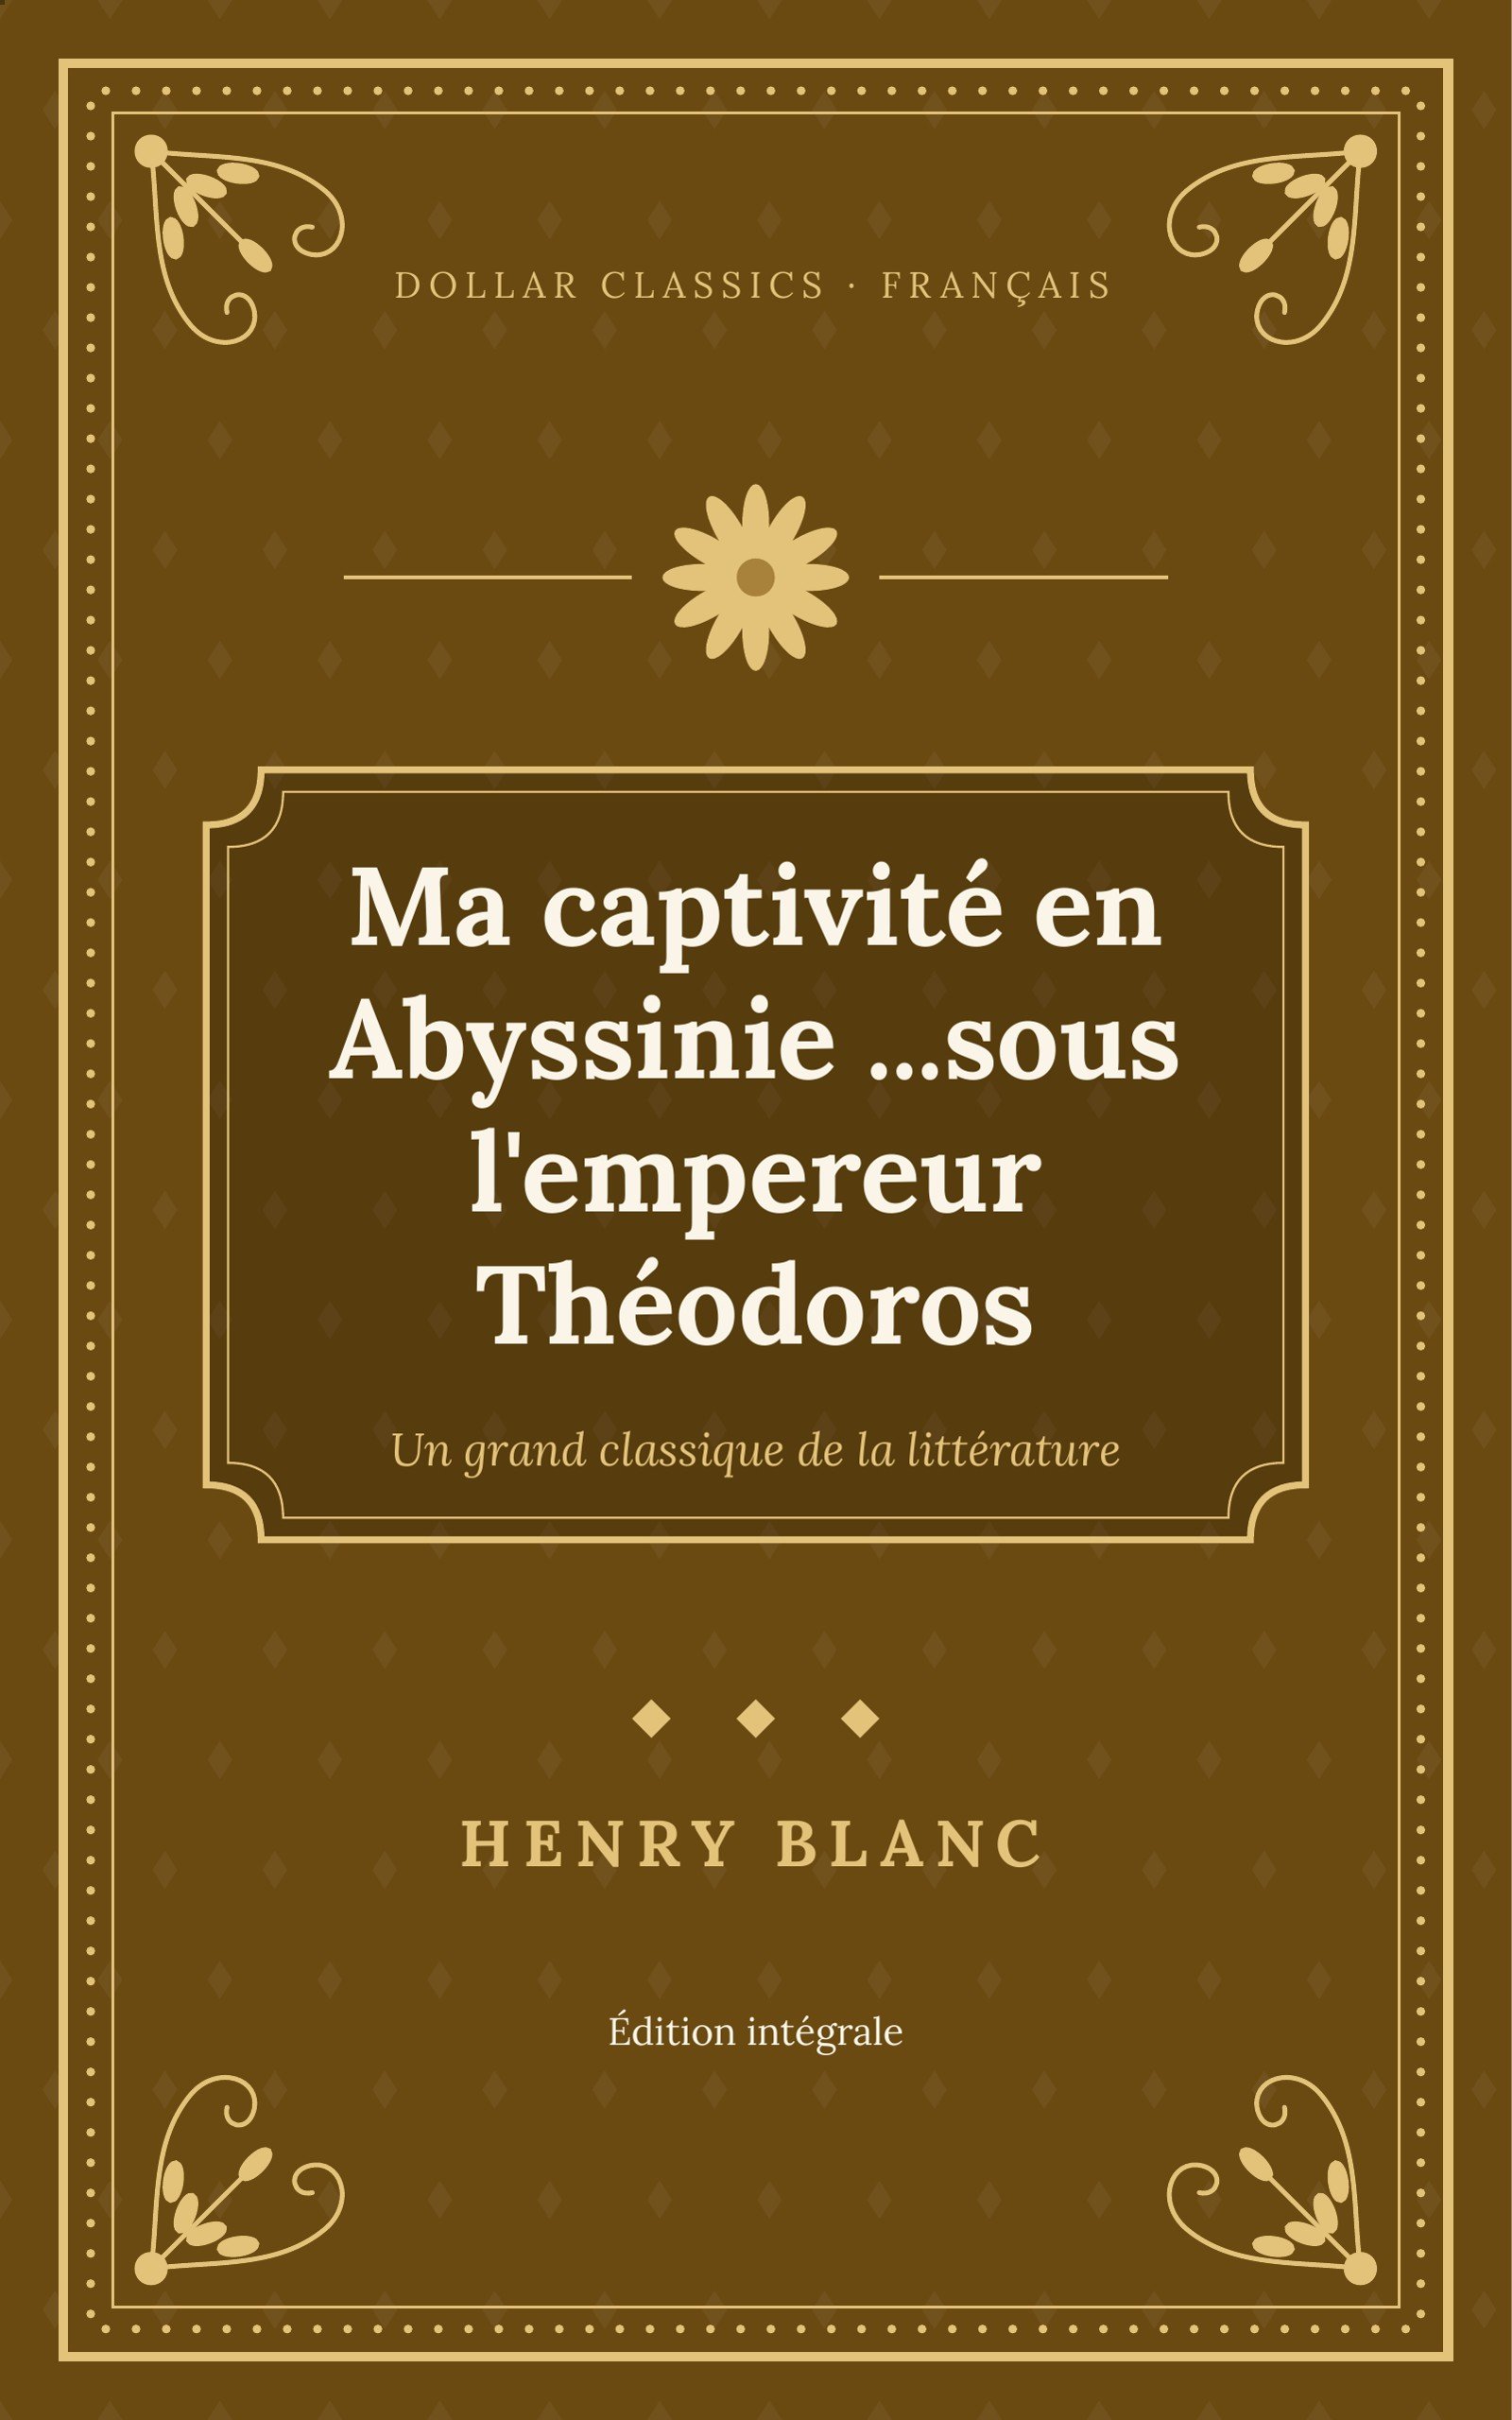 DOLLAR CLASSICS · FRANÇAIS
Ma captivité en
Abyssinie ...sous
l'empereur
Théodoros
Un grand classique de la littérature
HENRY BLANC
Édition intégrale